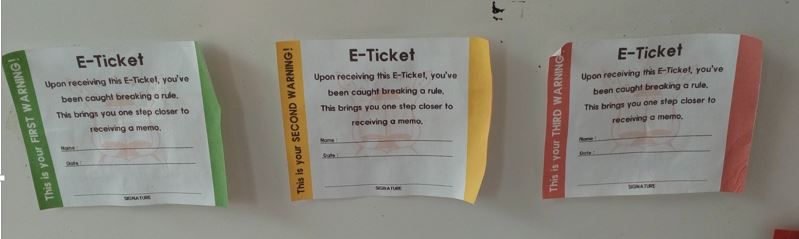 This is your FIRST WARNING!
E-Ticket
Upon receiving this E-Ticket, you've
been caught breaking a rule.
This brings you one step closer to
receiving a memo.
Name :
Date :
SIGNATURE
This is your SECOND WARNING!
E-Ticket
Upon receiving this E-Ticket, you've
been caught breaking a rule.
This brings you one step closer to
receiving a memo.
Name :
Date :
SIGNATURE
This is your THIRD WARNING
E-Ticket
Upon receiving this E-Ticket, you've
been caught breaking a rule.
This brings you one step closer to
receiving a memo.
Name :
Date :
SIGNATURE